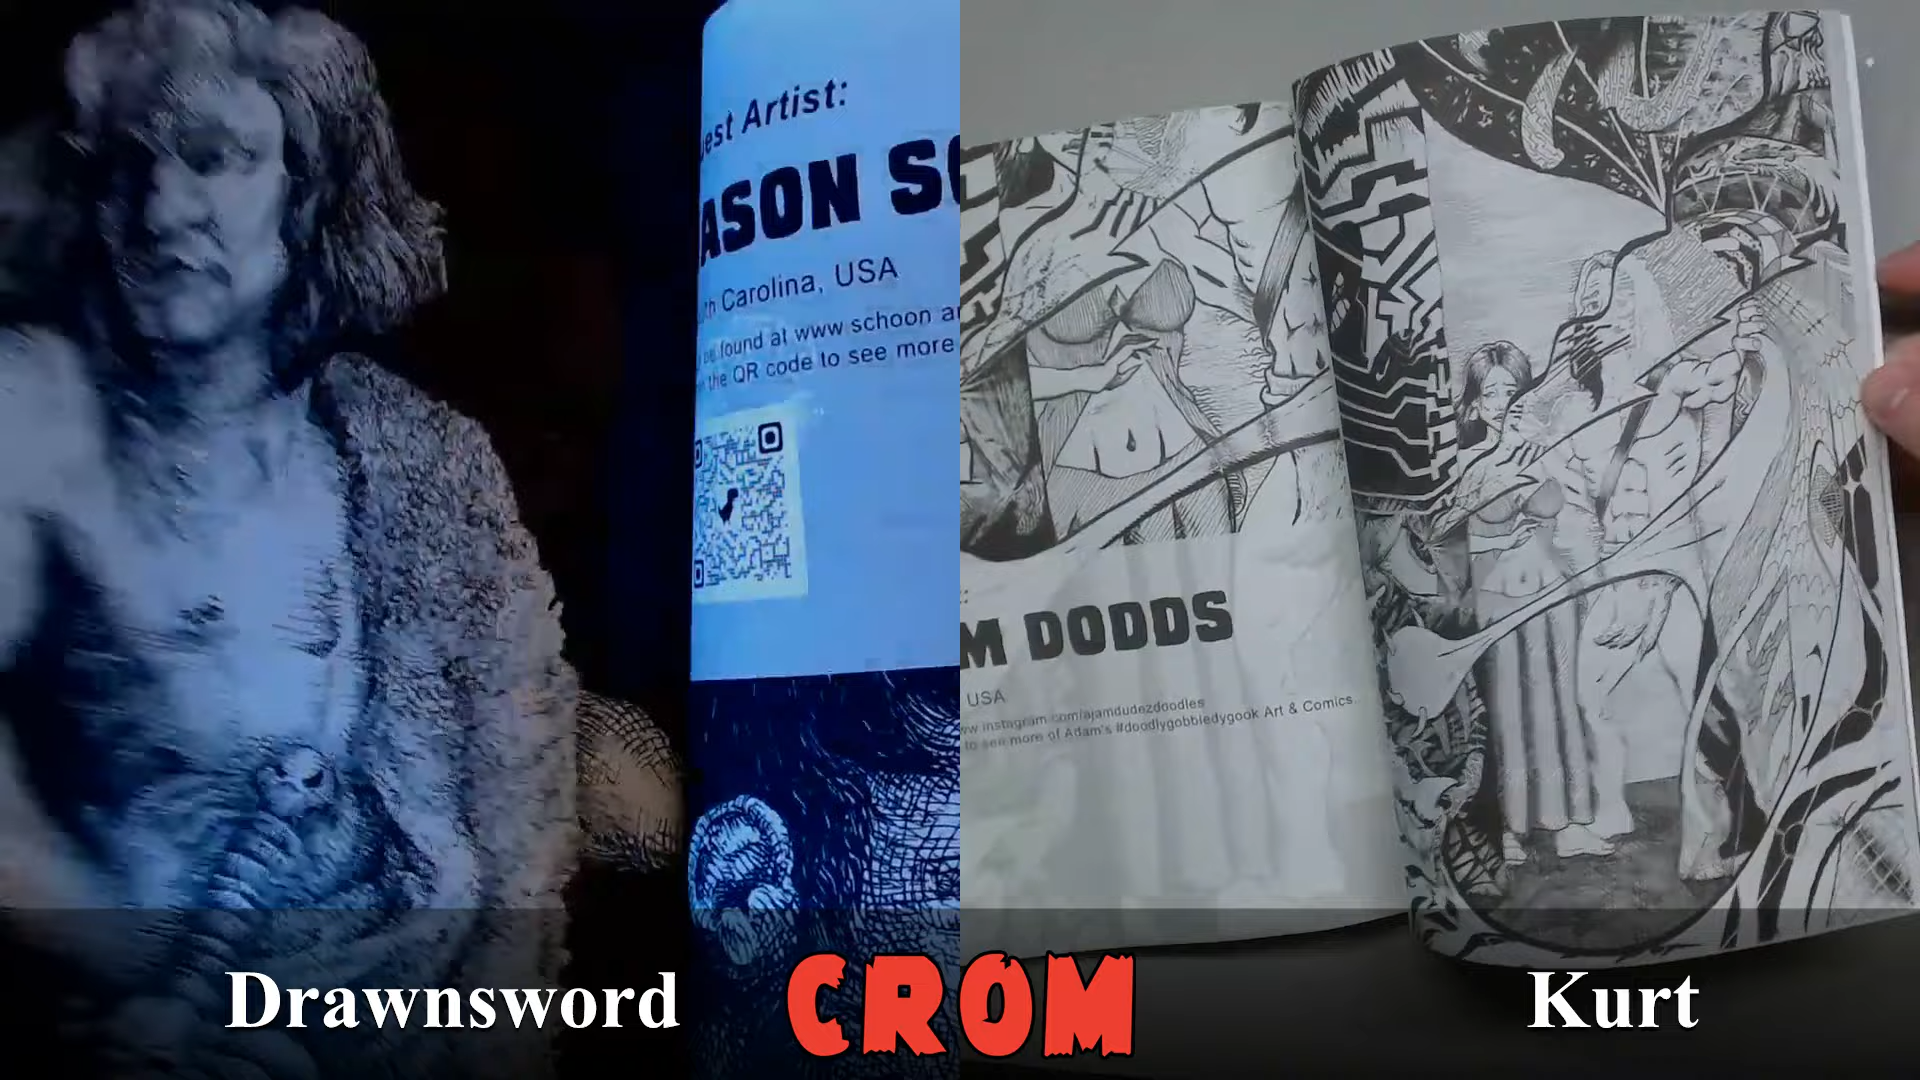 est Artist:
ASON
th Carolina, USA
be found at www schoon
the QR code to see more
M DODDS
USA
instagram com/ajamdudezdoodles
to see more of Adam's #doodlygobbledygook Art & Comics.
Drawnsword
CROM
Kurt